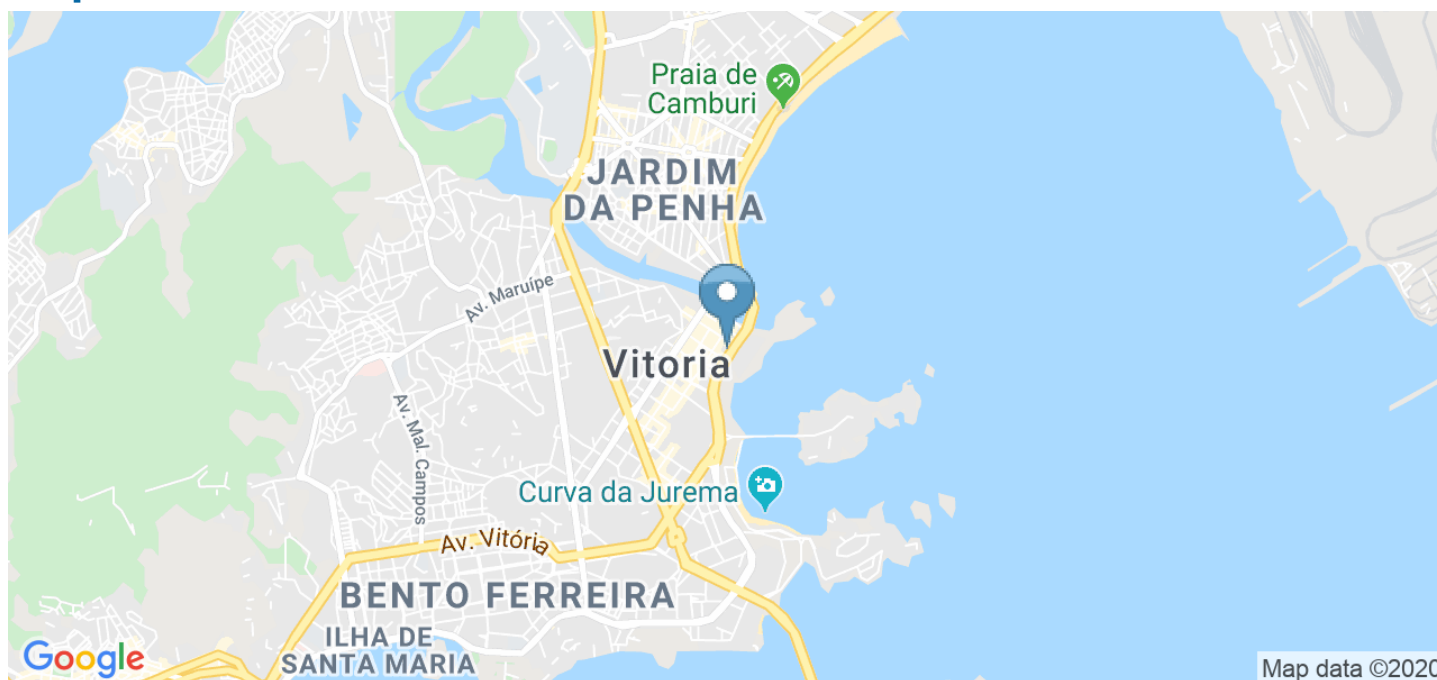 Praia de
Camburi
JARDIM
DA PENHA
Av. Maruípe
Vitoria
Av. Mal. Campos
Curva da Jurema
Av. Vitória
BENTO FERREIRA
ILHA DE
SANTA MARIA
Google
Map data ©2020